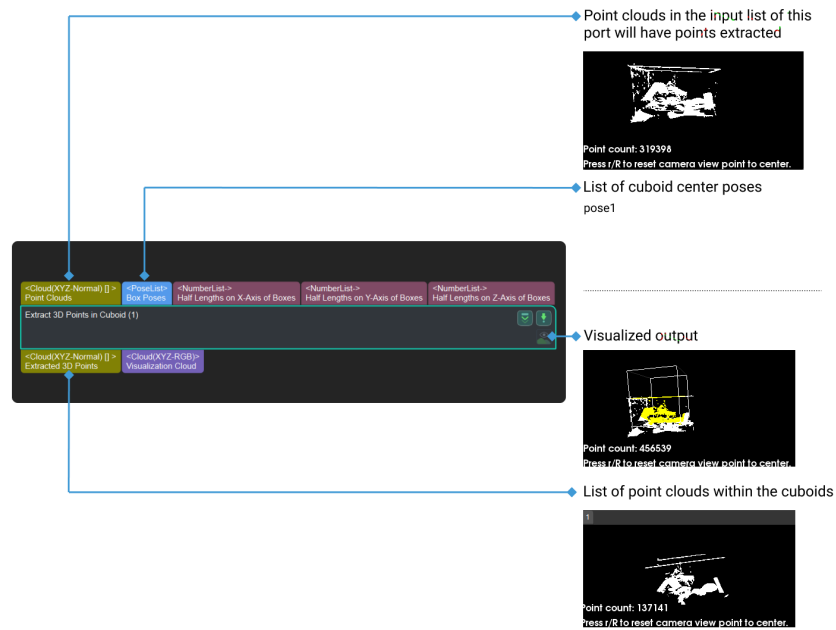 Point clouds in the input list of this
port will have points extracted
Point count: 319398
Press r/R to reset camera view point to center.
List of cuboid center poses
pose1
<Cloud(XYZ-Normal) [] >
Point Clouds
<PoseList>
Box Poses
<NumberList->
Half Lengths on X-Axis of Boxes
<NumberList->
Half Lengths on Y-Axis of Boxes
<NumberList->
Half Lengths on Z-Axis of Boxes
Extract 3D Points in Cuboid (1)
<Cloud(XYZ-Normal) [] >
Extracted 3D Points
<Cloud(XYZ-RGB)>
Visualization Cloud
Visualized output
Point count: 456539
Press r/R to reset camera view point to center.
List of point clouds within the cuboids
1
Point count: 137141
Press r/R to reset camera view point to center.